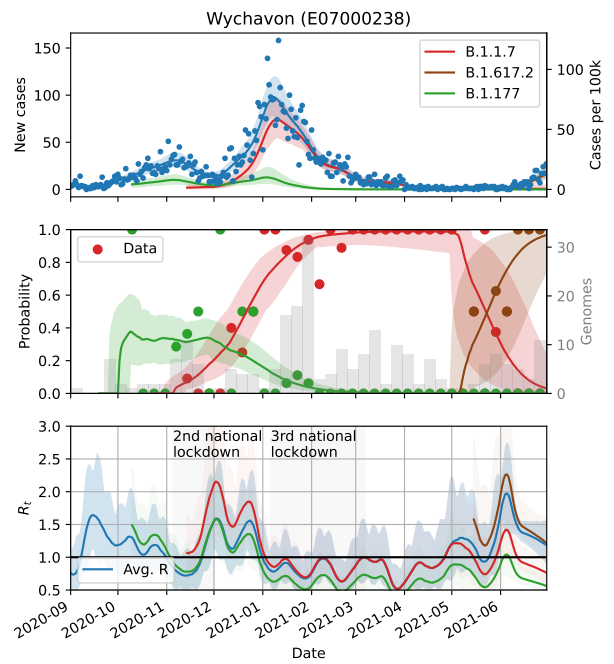 Wychavon (E07000238)
New cases
150
100
50
0
B.1.1.7
B.1.617.2
B.1.177
100
50
0
Cases per 100k
Probability
1.0
0.8
0.6
0.4
0.2
0.0
Data
30
20
10
0
Genomes
R_t
3.0
2.5
2.0
1.5
1.0
0.5
2nd national
lockdown
3rd national
lockdown
Avg. R
2020-09
2020-10
2020-11
2020-12
2021-01
2021-02
2021-03
2021-04
2021-05
2021-06
Date